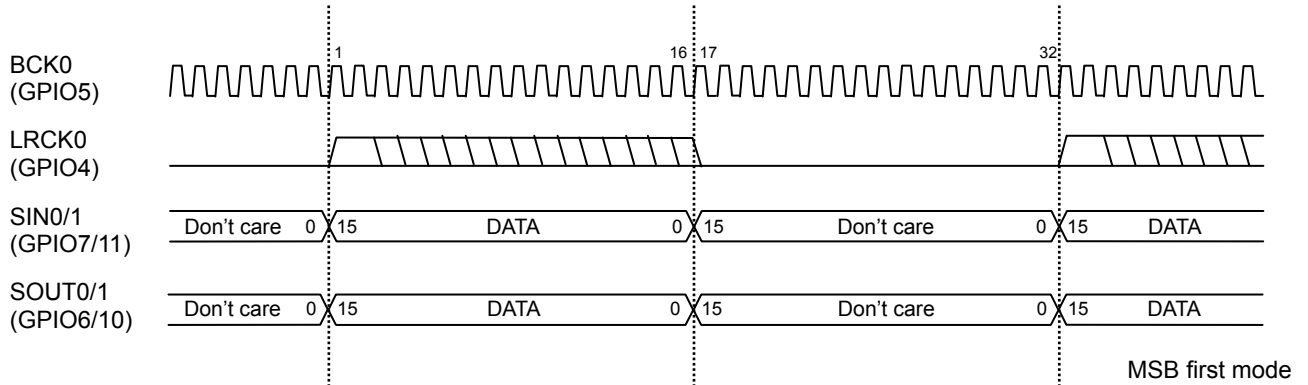 1 16 17 32
BCK0
(GPIO5)
LRCK0
(GPIO4)
SIN0/1
(GPIO7/11)
Don't care 0 15 DATA 0 15 Don't care 0 15 DATA
SOUT0/1
(GPIO6/10)
Don't care 0 15 DATA 0 15 Don't care 0 15 DATA
MSB first mode